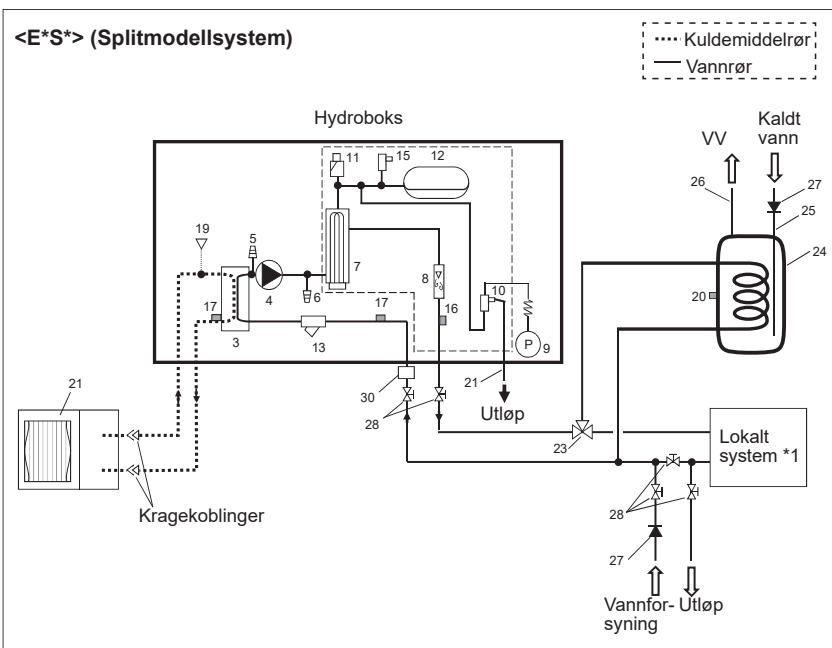 <E*S*> (Splitmodellsystem)
Kuldemiddelrør
Vannrør
Hydroboks
VV
Kaldt
vann
11
15
12
26
27
25
19
5
24
7
8
4
6
10
20
17
16
17
3
13
9
P
21
21
30
28
Utløp
23
Lokalt
system *1
Kragekoblinger
28
27
Vannfor-
syning
Utløp